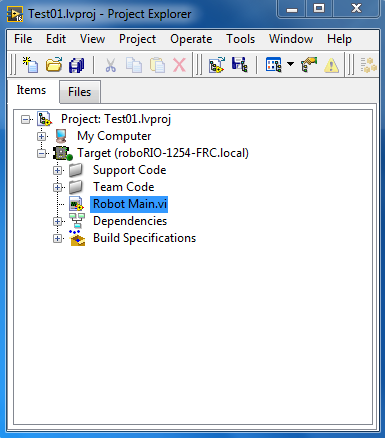 Test01.lvproj - Project Explorer
File Edit View Project Operate Tools Window Help
Items Files
Project: Test01.lvproj
My Computer
Target (roboRIO-1254-FRC.local)
Support Code
Team Code
Robot Main.vi
Dependencies
Build Specifications